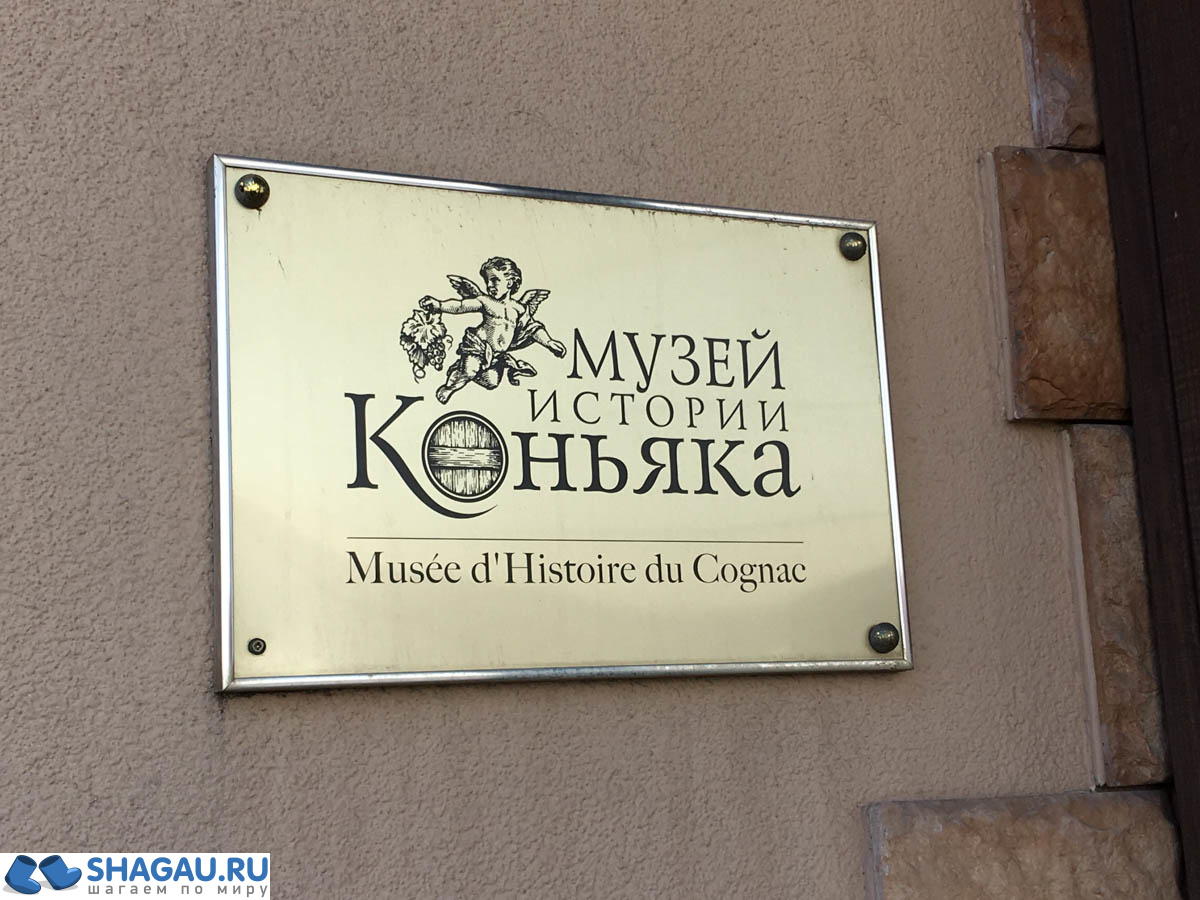 Музей
истории
Коньяка
Musée d'Histoire du Cognac
SHAGAU.RU
шагаем по миру